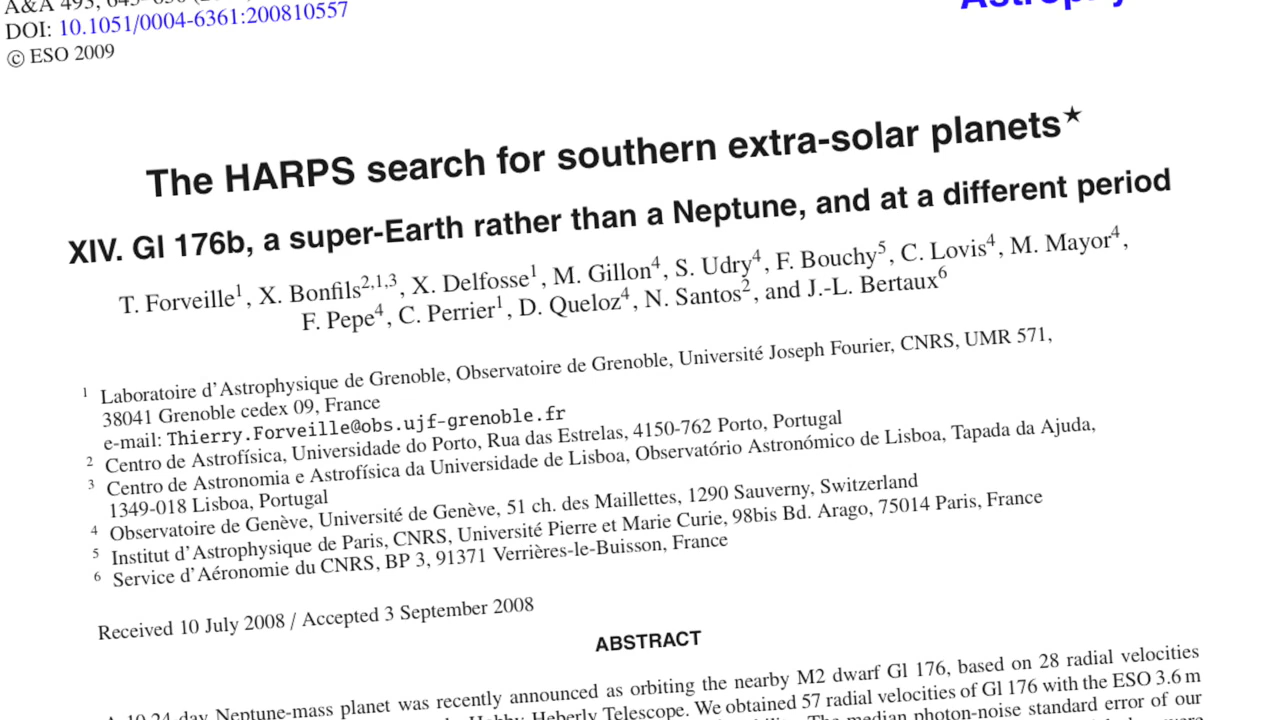 A&A 493,
DOI: 10.1051/0004-6361:200810557
© ESO 2009
The HARPS search for southern extra-solar planets★
XIV. Gl 176b, a super-Earth rather than a Neptune, and at a different period
T. Forveille1, X. Bonfils2,1,3, X. Delfosse1, M. Gillon4, S. Udry4, F. Bouchy5, C. Lovis4, M. Mayor4,
F. Pepe4, C. Perrier1, D. Queloz4, N. Santos2, and J.-L. Bertaux6
1 Laboratoire d'Astrophysique de Grenoble, Observatoire de Grenoble, Université Joseph Fourier, CNRS, UMR 571,
38041 Grenoble cedex 09, France
e-mail: Thierry.Forveille@obs.ujf-grenoble.fr
2 Centro de Astrofísica, Universidade do Porto, Rua das Estrelas, 4150-762 Porto, Portugal
3 Centro de Astronomia e Astrofísica da Universidade de Lisboa, Observatório Astronómico de Lisboa, Tapada da Ajuda,
1349-018 Lisboa, Portugal
4 Observatoire de Genève, Université de Genève, 51 ch. des Maillettes, 1290 Sauverny, Switzerland
5 Institut d'Astrophysique de Paris, CNRS, Université Pierre et Marie Curie, 98bis Bd. Arago, 75014 Paris, France
6 Service d'Aéronomie du CNRS, BP 3, 91371 Verrières-le-Buisson, France
Received 10 July 2008 / Accepted 3 September 2008
ABSTRACT
A 10.24 day Neptune-mass planet was recently announced as orbiting the nearby M2 dwarf Gl 176, based on 28 radial velocities
Heberly Telescope. We obtained 57 radial velocities of Gl 176 with the ESO 3.6 m
The median photon-noise standard error of our